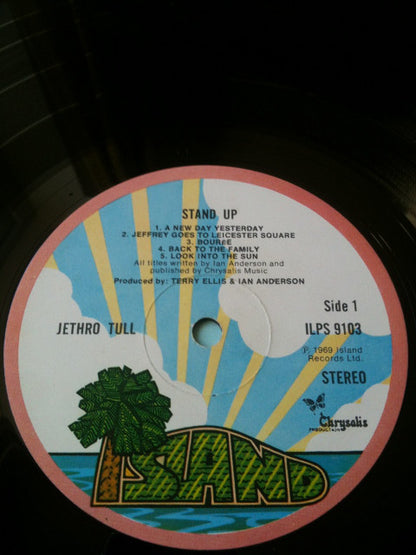 STAND UP
1. A NEW DAY YESTERDAY
2. JEFFREY GOES TO LEICESTER SQUARE
3. BOURÉE
4. BACK TO THE FAMILY
5. LOOK INTO THE SUN
All titles written by Ian Anderson and
published by Chrysalis Music
Produced by: TERRY ELLIS & IAN ANDERSON
Side 1
JETHRO TULL
ILPS 9103
℗ 1969 Island
Records Ltd.
STEREO
Chrysalis
PRODUCTION
ISLAND